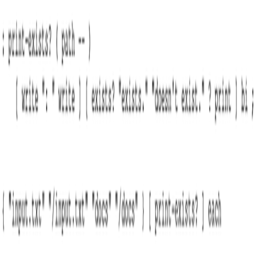 : print-exists? ( path -- )
[ write ": " write ] [ exists? "exists." "doesn't exist." ? print ] bi ;
{ "input.txt" "/input.txt" "docs" "/docs" } [ print-exists? ] each